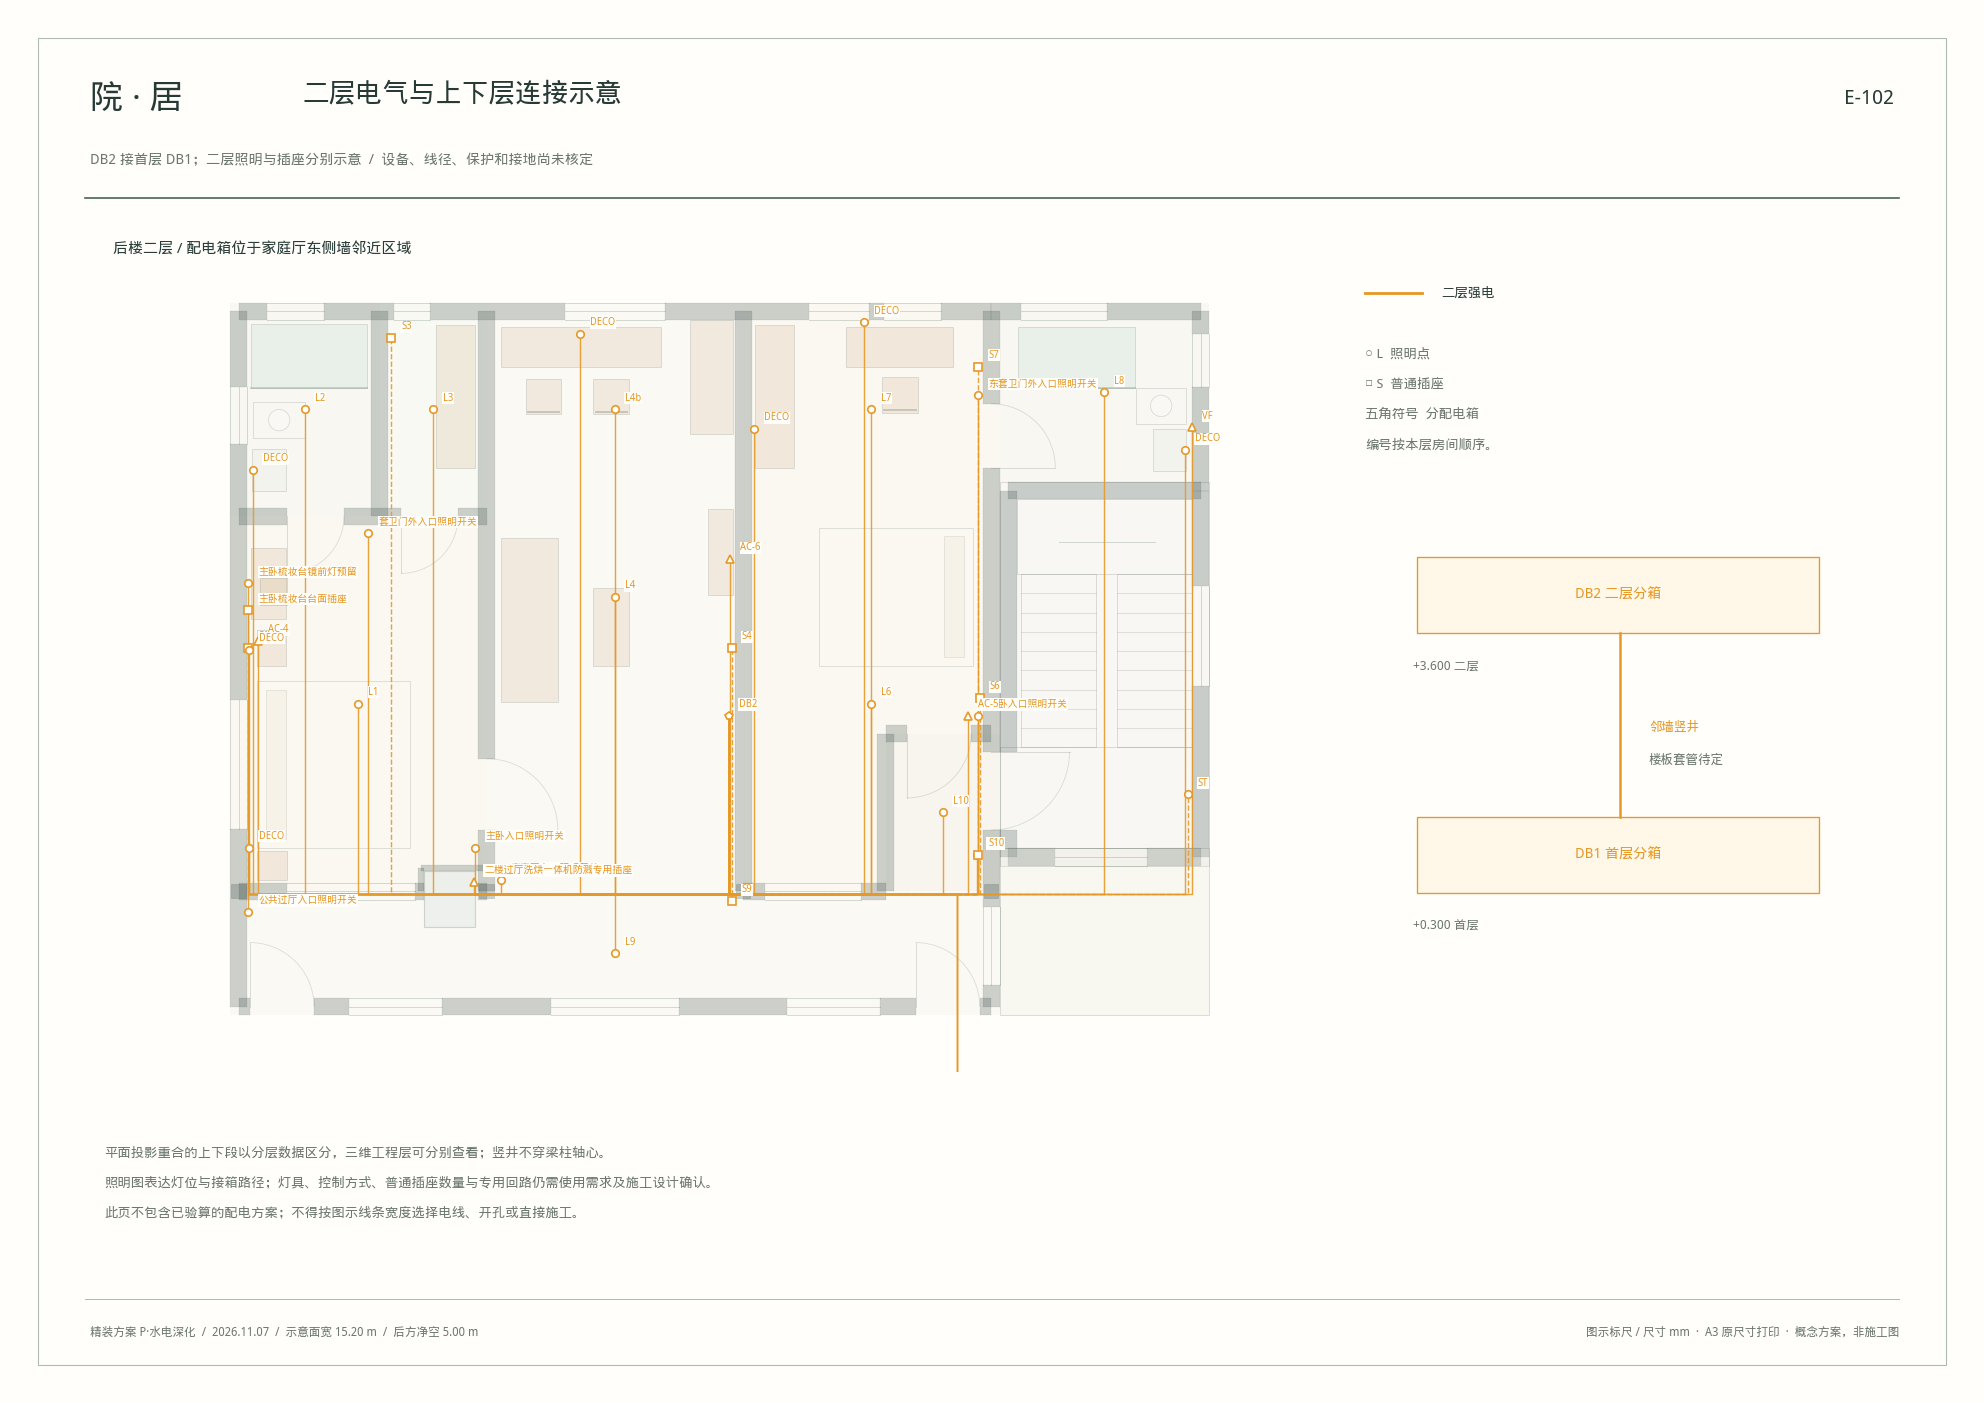 院 · 居
二层电气与上下层连接示意
E-102
DB2 接首层 DB1；二层照明与插座分别示意 / 设备、线径、保护和接地尚未核定
后楼二层 / 配电箱位于家庭厅东侧墙邻近区域
二层强电
○ L 照明点
□ S 普通插座
五角符号 分配电箱
编号按本层房间顺序。
DECO
S3
DECO
S7
东套卫门外入口照明开关
L8
L2
L3
L4b
L7
DECO
VF
DECO
DECO
套卫门外入口照明开关
AC-6
主卧梳妆台镜前灯预留
L4
主卧梳妆台台面插座
AC-4
DECO
S4
L1
DB2
L6
S6
AC-5
卧入口照明开关
ST
L10
DECO
主卧入口照明开关
S10
二楼过厅洗烘一体机防溅专用插座
S9
公共过厅入口照明开关
L9
DB2 二层分箱
+3.600 二层
邻墙竖井
楼板套管待定
DB1 首层分箱
+0.300 首层
平面投影重合的上下段以分层数据区分，三维工程层可分别查看；竖井不穿梁柱轴心。
照明图表达灯位与接箱路径；灯具、控制方式、普通插座数量与专用回路仍需使用需求及施工设计确认。
此页不包含已验算的配电方案；不得按图示线条宽度选择电线、开孔或直接施工。
精装方案 P·水电深化 / 2026.11.07 / 示意面宽 15.20 m / 后方净空 5.00 m
图示标尺 / 尺寸 mm · A3 原尺寸打印 · 概念方案，非施工图